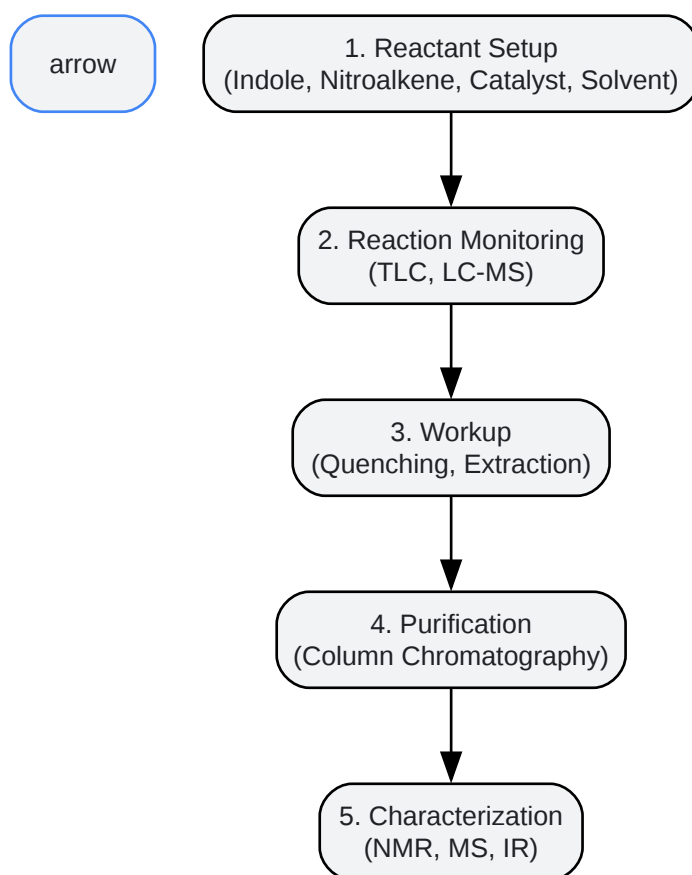 arrow
1. Reactant Setup
(Indole, Nitroalkene, Catalyst, Solvent)
2. Reaction Monitoring
(TLC, LC-MS)
3. Workup
(Quenching, Extraction)
4. Purification
(Column Chromatography)
5. Characterization
(NMR, MS, IR)